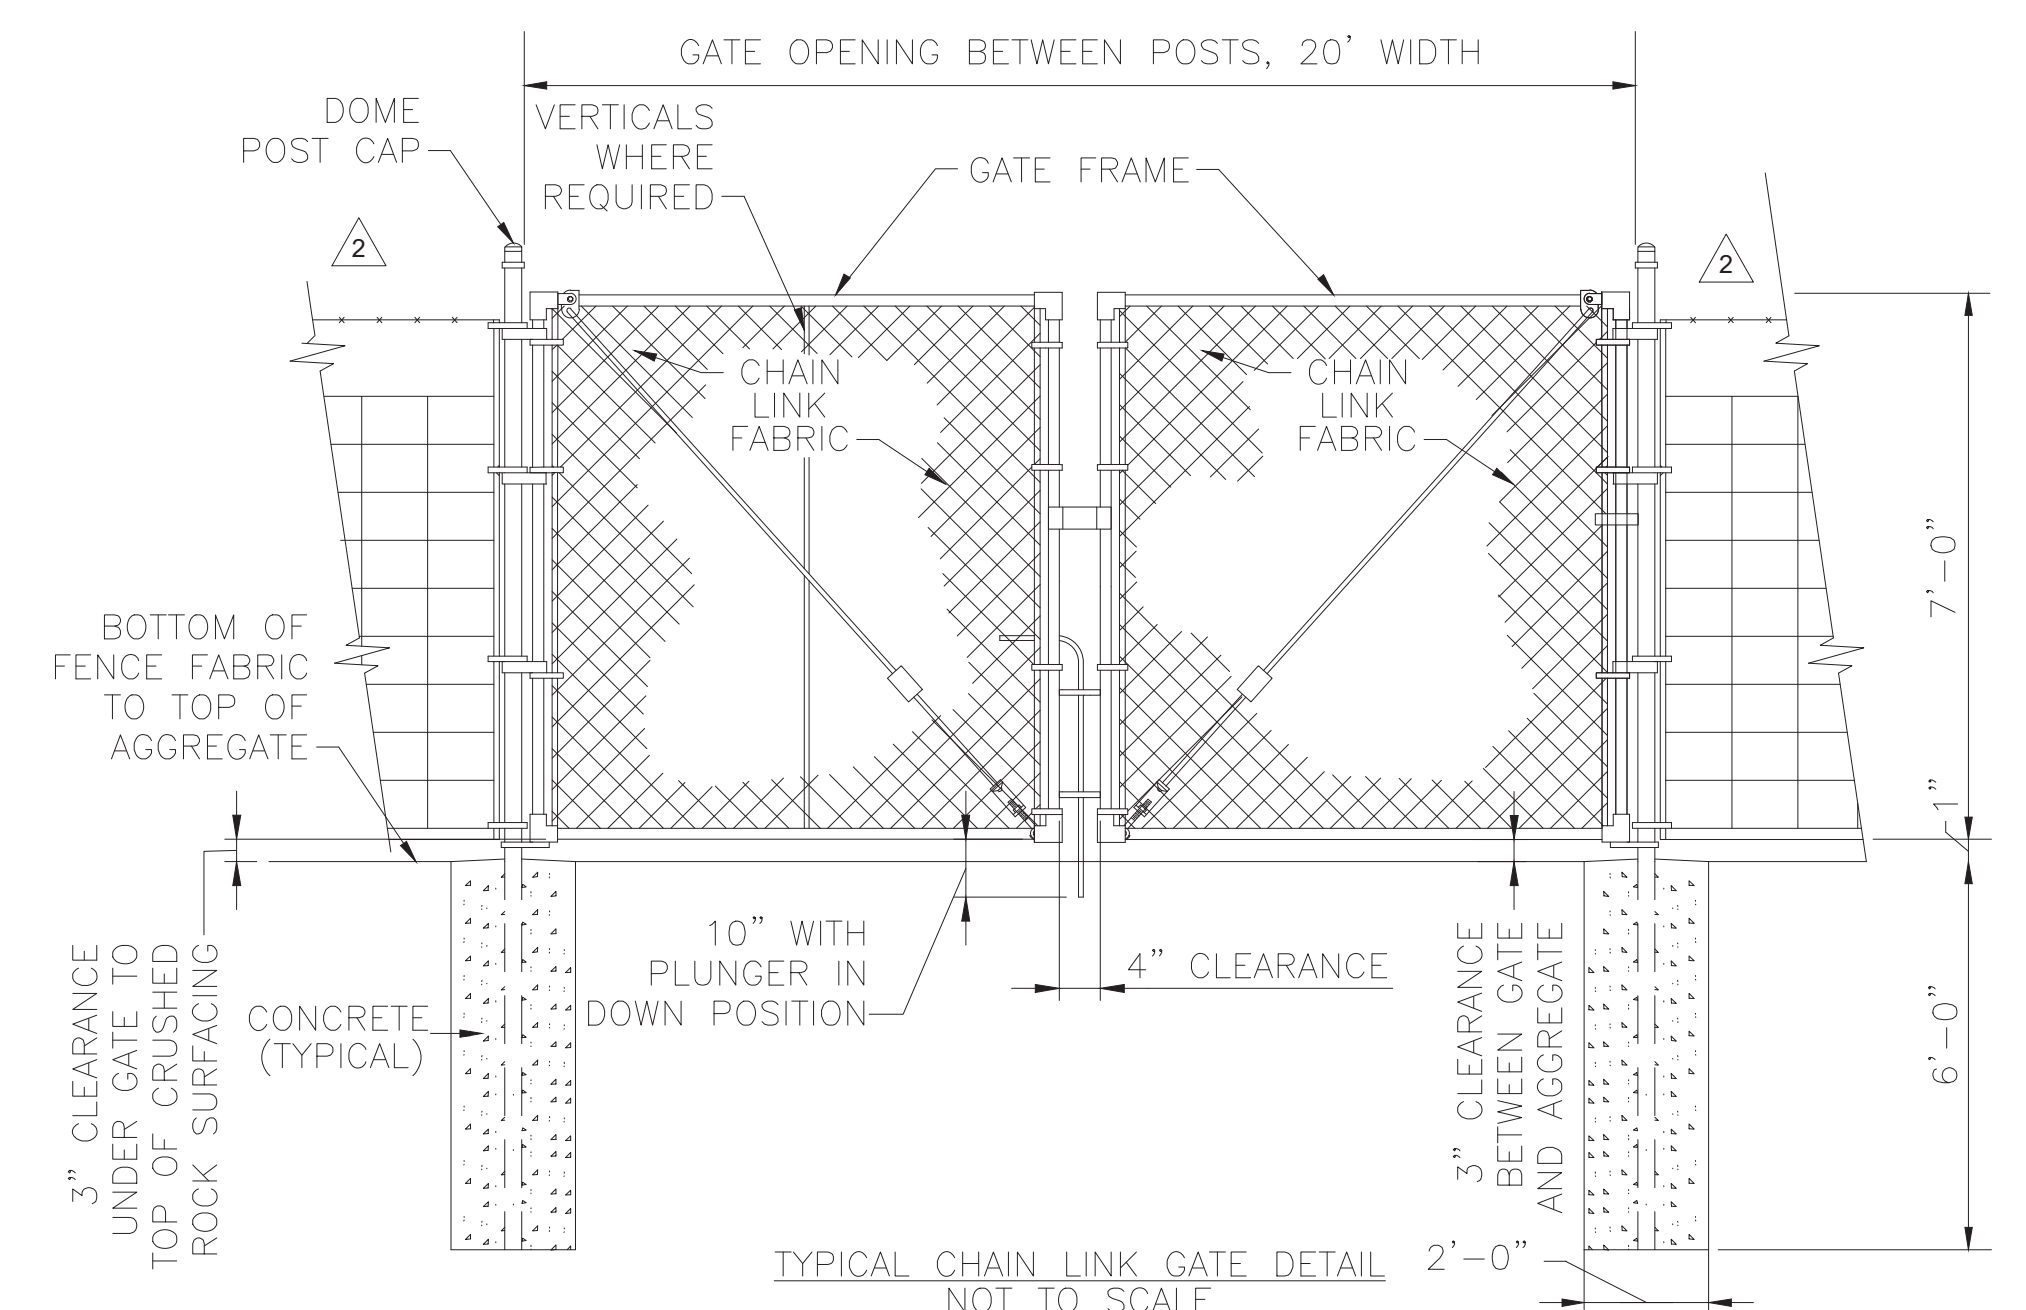 GATE OPENING BETWEEN POSTS, 20' WIDTH
DOME
POST CAP
VERTICALS
WHERE
REQUIRED
GATE FRAME
2
2
CHAIN
LINK
FABRIC
CHAIN
LINK
FABRIC
7'-0"
BOTTOM OF
FENCE FABRIC
TO TOP OF
AGGREGATE
1"
3" CLEARANCE
UNDER GATE TO
TOP OF CRUSHED
ROCK SURFACING
CONCRETE
(TYPICAL)
10" WITH
PLUNGER IN
DOWN POSITION
4" CLEARANCE
3" CLEARANCE
BETWEEN GATE
AND AGGREGATE
6'-0"
2'-0"
TYPICAL CHAIN LINK GATE DETAIL
NOT TO SCALE